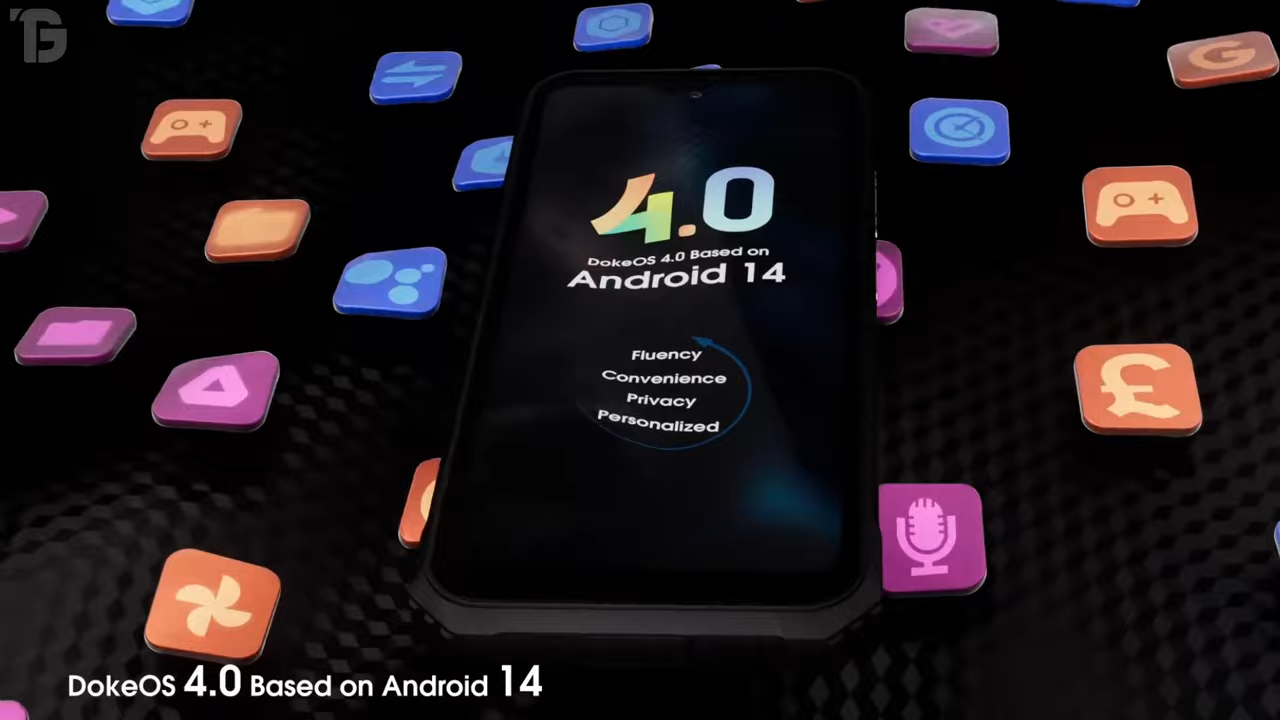 TG
4.0
DokeOS 4.0 Based on
Android 14
Fluency
Convenience
Privacy
Personalized
G
£
DokeOS 4.0 Based on Android 14